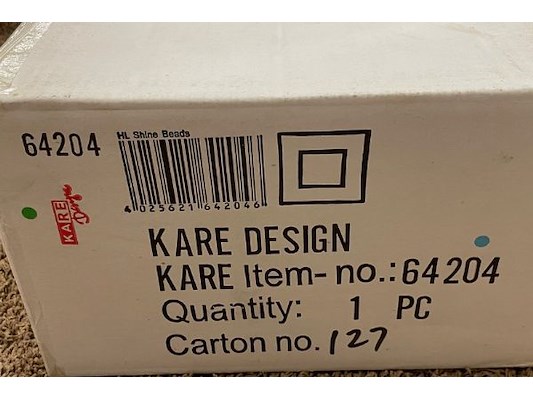 HL Shine Beads
64204
4 025621 642046
KARE
Design
KARE DESIGN
KARE Item- no.:64204
Quantity: 1 PC
Carton no. 127